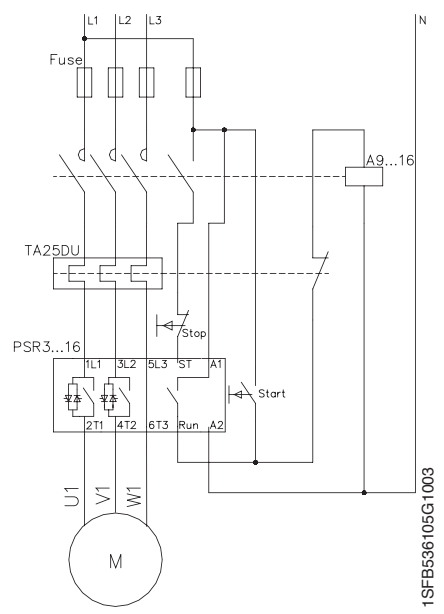 L1 L2 L3 N
Fuse
A9...16
TA25DU
Stop
PSR3...16
1L1 3L2 5L3 ST A1
Start
2T1 4T2 6T3 Run A2
U1 V1 W1
M
1SFB536105G1003